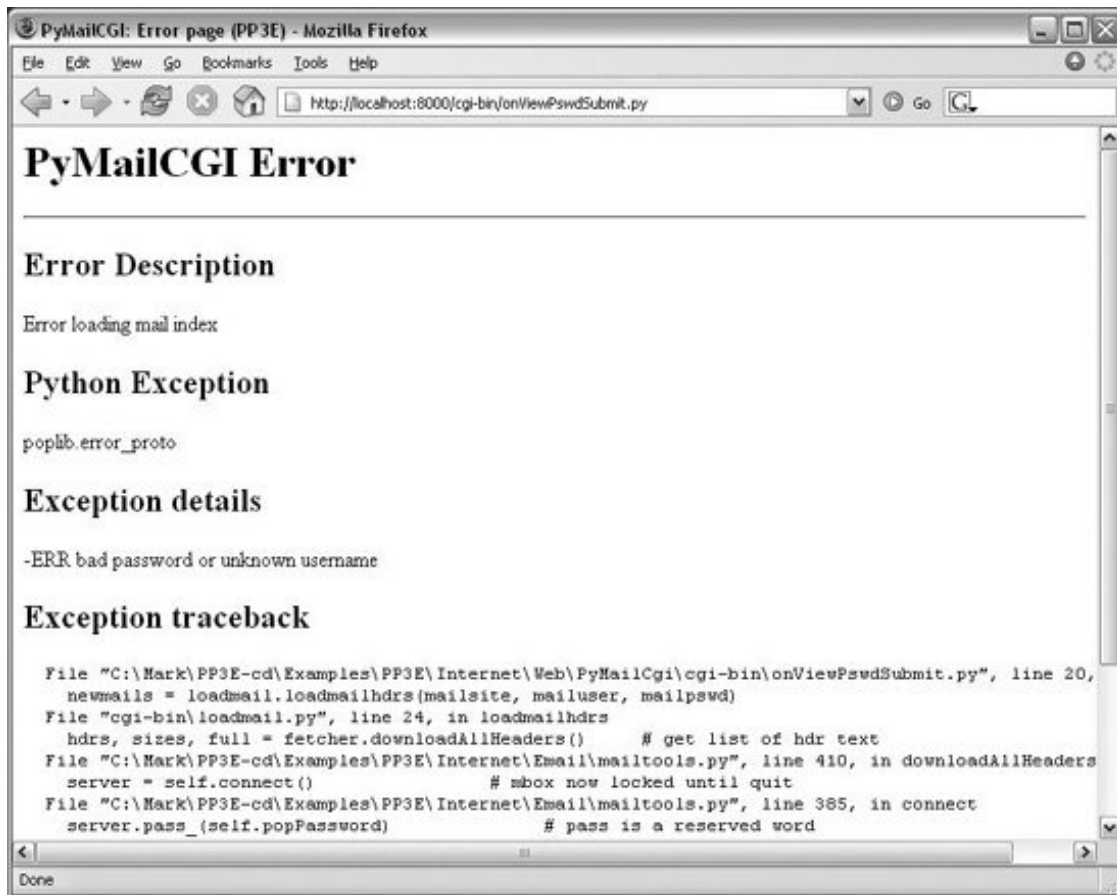 PyMailCGI: Error page (PP3E) - Mozilla Firefox
File Edit View Go Bookmarks Tools Help
http://localhost:8000/cgi-bin/onViewPswdSubmit.py Go G
PyMailCGI Error
Error Description
Error loading mail index
Python Exception
poplib.error_proto
Exception details
-ERR bad password or unknown username
Exception traceback
File "C:\Mark\PP3E-cd\Examples\PP3E\Internet\Web\PyMailCgi\cgi-bin\onViewPswdSubmit.py", line 20,
newmails = loadmail.loadmailhdrs(mailsite, mailuser, mailpswd)
File "cgi-bin\loadmail.py", line 24, in loadmailhdrs
hdrs, sizes, full = fetcher.downloadAllHeaders() # get list of hdr text
File "C:\Mark\PP3E-cd\Examples\PP3E\Internet\Email\mailtools.py", line 410, in downloadAllHeaders
server = self.connect() # mbox now locked until quit
File "C:\Mark\PP3E-cd\Examples\PP3E\Internet\Email\mailtools.py", line 385, in connect
server.pass_(self.popPassword) # pass is a reserved word
Done